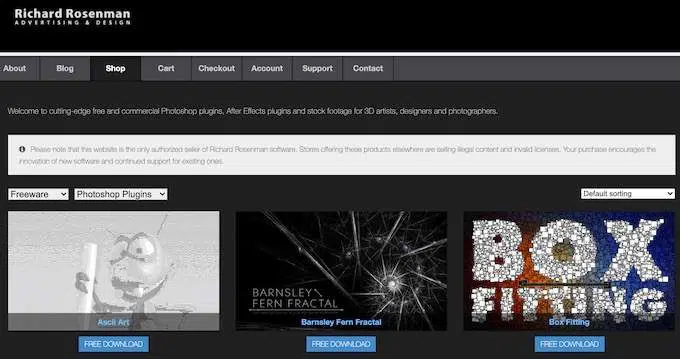 Richard Rosenman
ADVERTISING & DESIGN
About Blog Shop Cart Checkout Account Support Contact
Welcome to cutting-edge free and commercial Photoshop plugins, After Effects plugins and stock footage for 3D artists, designers and photographers.
Please note that this website is the only authorized seller of Richard Rosenman software. Stores offering these products elsewhere are selling illegal content and invalid licenses. Your purchase encourages the
innovation of new software and continued support for existing ones.
Freeware Photoshop Plugins Default sorting
BARNSLEY
FERN FRACTAL
BOX
FITTING
Ascii Art Barnsley Fern Fractal Box Fitting
FREE DOWNLOAD FREE DOWNLOAD FREE DOWNLOAD